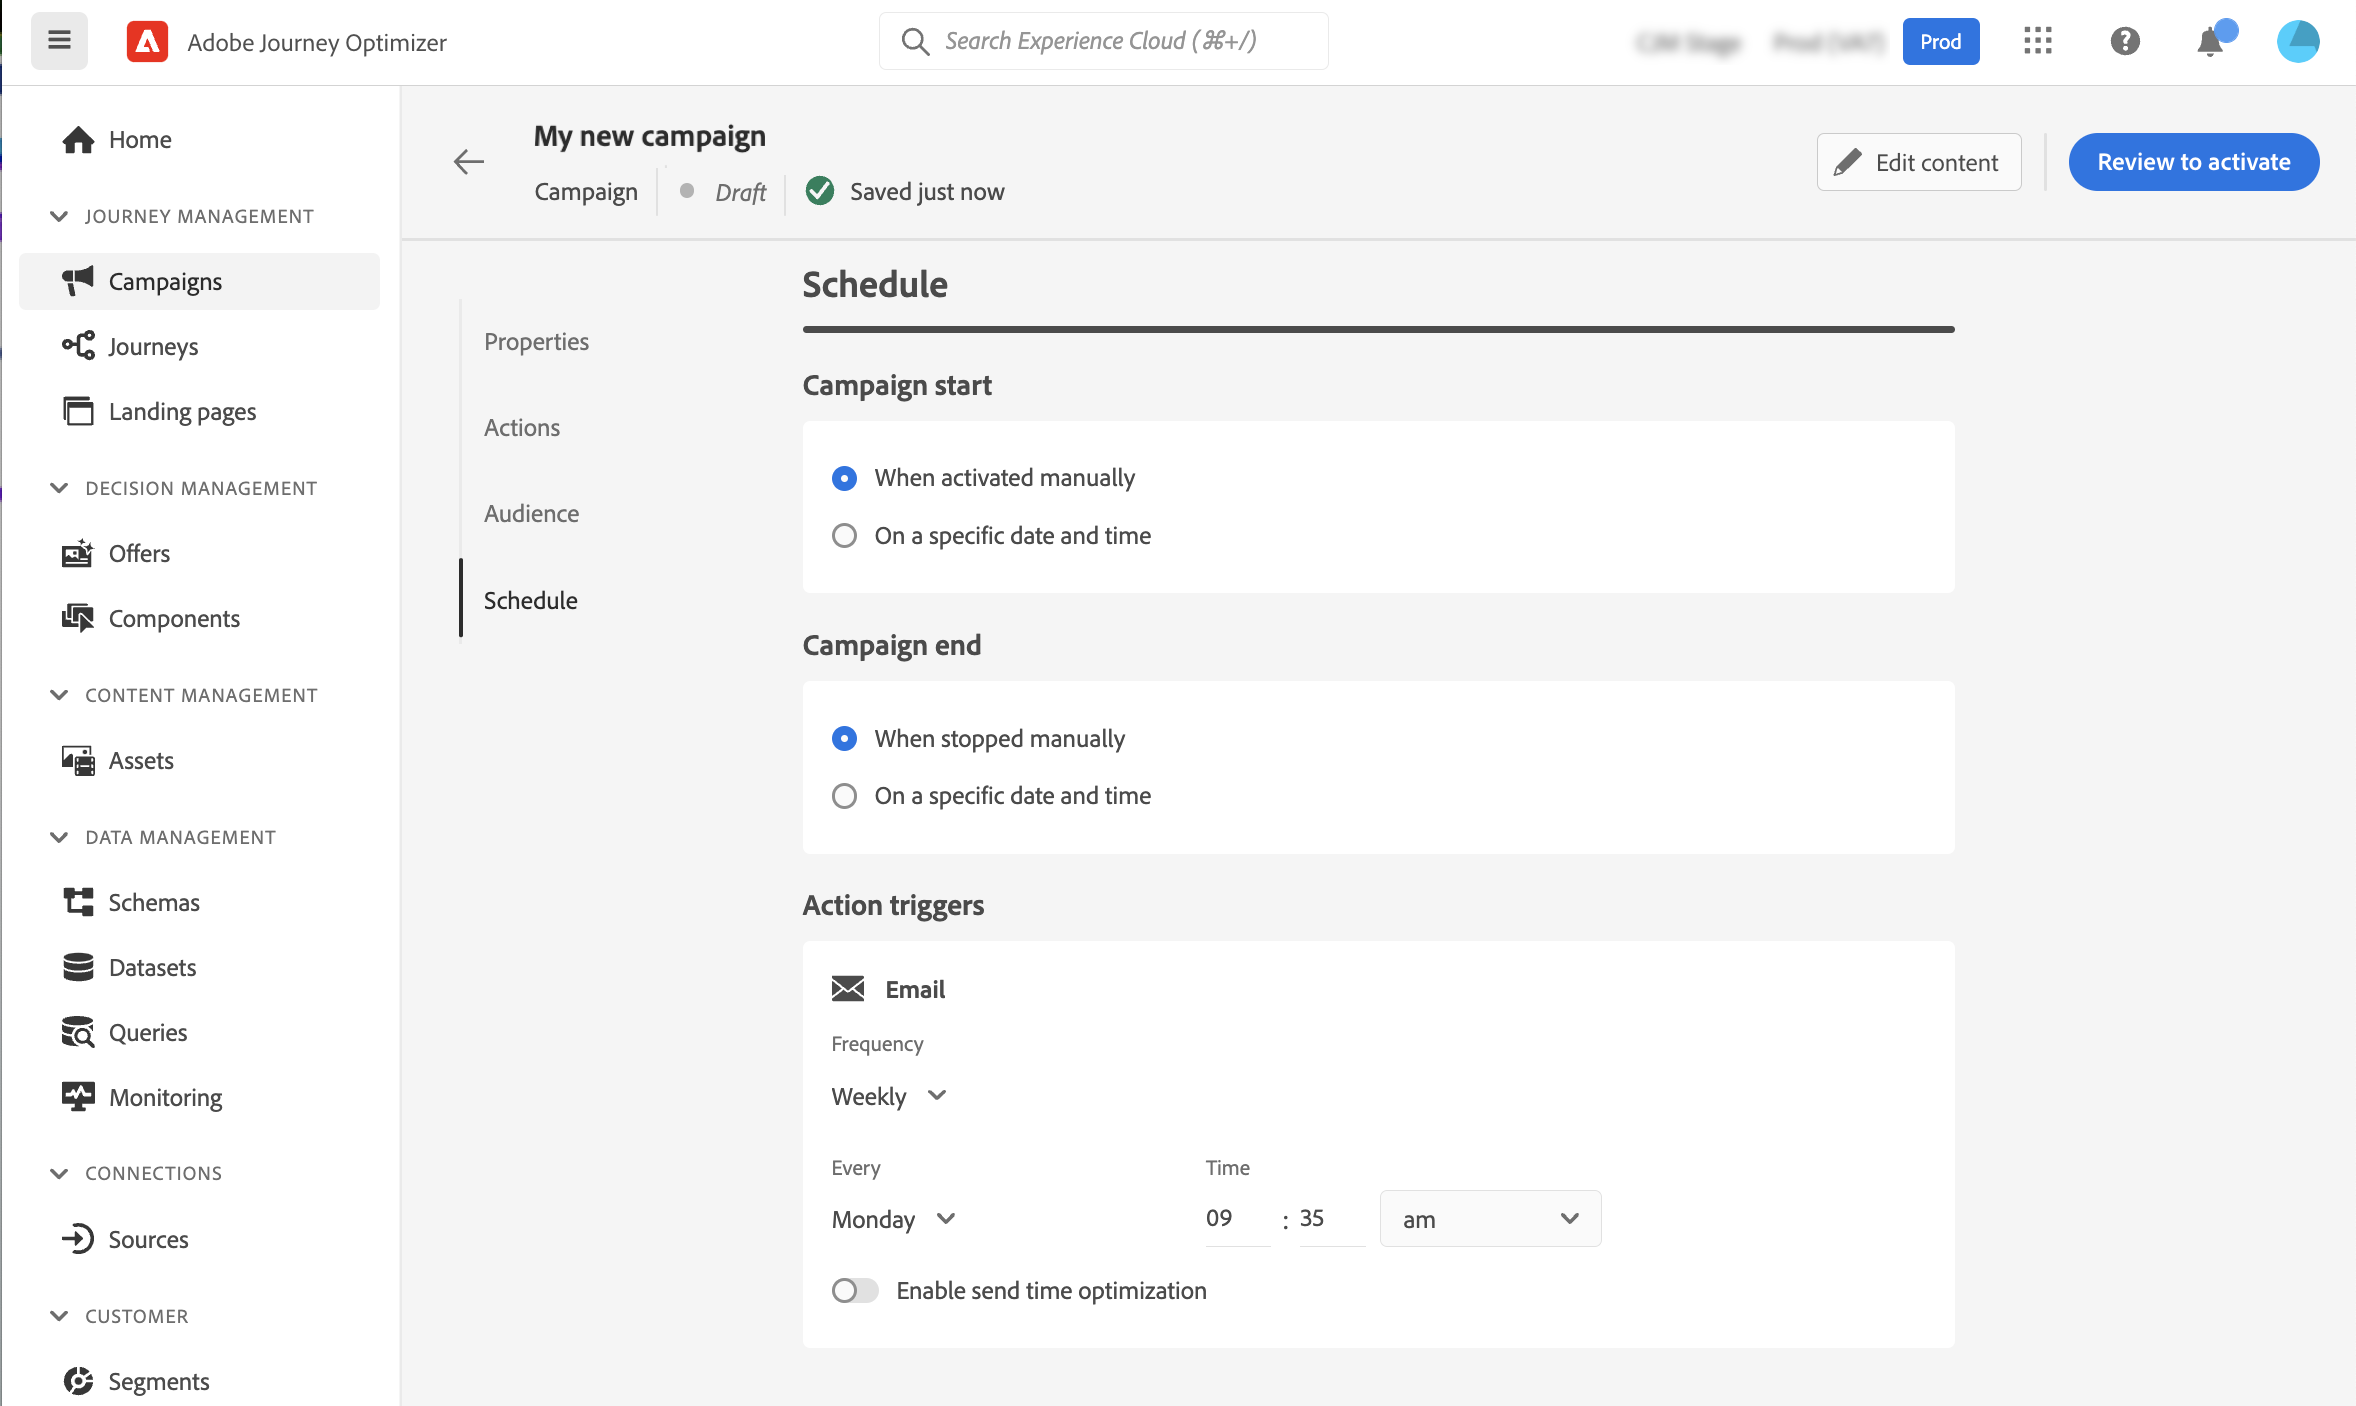 Adobe Journey Optimizer
Search Experience Cloud (⌘+/)
Prod
Home
JOURNEY MANAGEMENT
Campaigns
Journeys
Landing pages
DECISION MANAGEMENT
Offers
Components
CONTENT MANAGEMENT
Assets
DATA MANAGEMENT
Schemas
Datasets
Queries
Monitoring
CONNECTIONS
Sources
CUSTOMER
Segments
My new campaign
Campaign
Draft
Saved just now
Edit content
Review to activate
Properties
Actions
Audience
Schedule
Schedule
Campaign start
When activated manually
On a specific date and time
Campaign end
When stopped manually
On a specific date and time
Action triggers
Email
Frequency
Weekly
Every
Time
Monday
09 : 35
am
Enable send time optimization